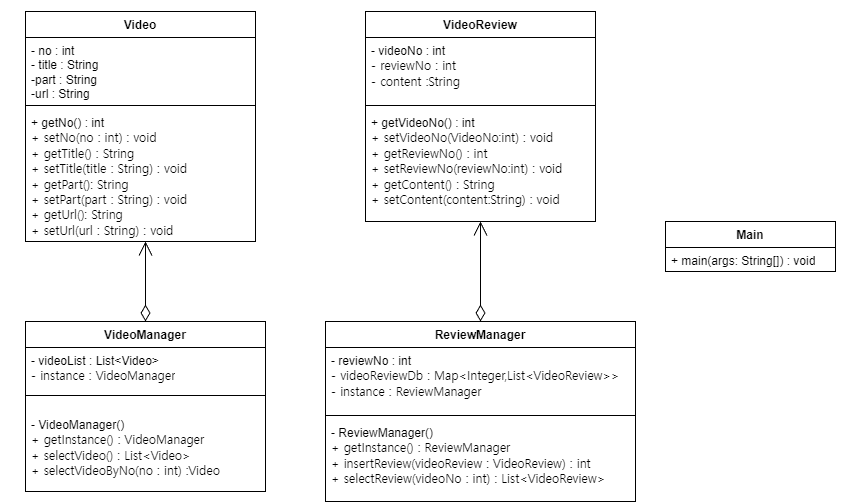 Video
- no : int
- title : String
-part : String
-url : String
+ getNo() : int
+ setNo(no : int) : void
+ getTitle() : String
+ setTitle(title : String) : void
+ getPart(): String
+ setPart(part : String) : void
+ getUrl(): String
+ setUrl(url : String) : void
VideoReview
- videoNo : int
- reviewNo : int
- content :String
+ getVideoNo() : int
+ setVideoNo(VideoNo:int) : void
+ getReviewNo() : int
+ setReviewNo(reviewNo:int) : void
+ getContent() : String
+ setContent(content:String) : void
Main
+ main(args: String[]) : void
VideoManager
- videoList : List<Video>
- instance : VideoManager
- VideoManager()
+ getInstance() : VideoManager
+ selectVideo() : List<Video>
+ selectVideoByNo(no : int) :Video
ReviewManager
- reviewNo : int
- videoReviewDb : Map<Integer,List<VideoReview>>
- instance : ReviewManager
- ReviewManager()
+ getInstance() : ReviewManager
+ insertReview(videoReview : VideoReview) : int
+ selectReview(videoNo : int) : List<VideoReview>